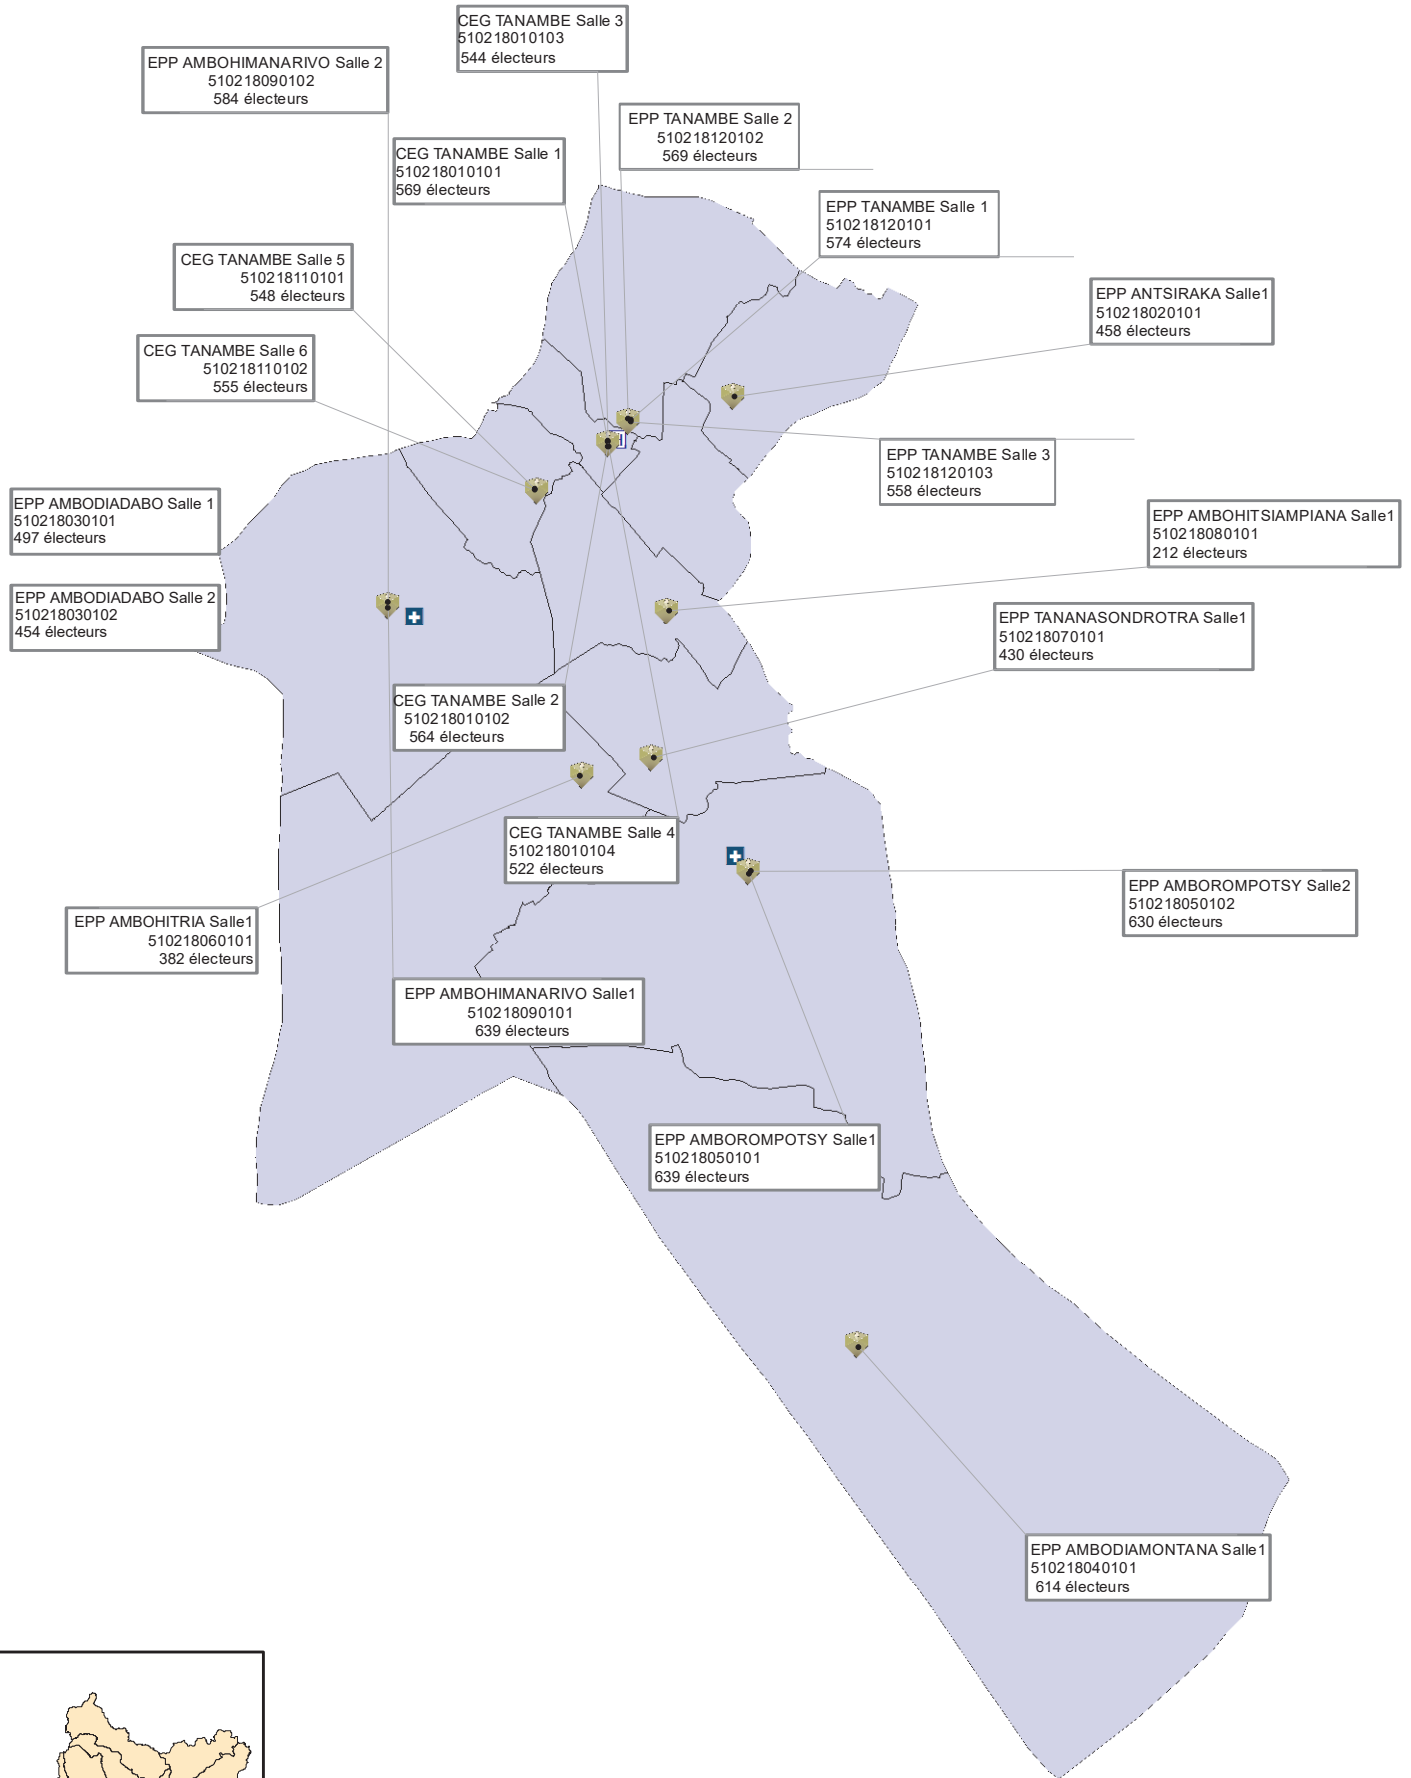 CEG TANAMBE Salle 3
510218010103
544 électeurs
EPP AMBOHIMANARIVO Salle 2
510218090102
584 électeurs
EPP TANAMBE Salle 2
510218120102
569 électeurs
CEG TANAMBE Salle 1
510218010101
569 électeurs
EPP TANAMBE Salle 1
510218120101
574 électeurs
CEG TANAMBE Salle 5
510218110101
548 électeurs
EPP ANTSIRAKA Salle1
510218020101
458 électeurs
CEG TANAMBE Salle 6
510218110102
555 électeurs
EPP TANAMBE Salle 3
510218120103
558 électeurs
EPP AMBODIADABO Salle 1
510218030101
497 électeurs
EPP AMBOHITSIAMPIANA Salle1
510218080101
212 électeurs
EPP AMBODIADABO Salle 2
510218030102
454 électeurs
EPP TANANASONDROTRA Salle1
510218070101
430 électeurs
CEG TANAMBE Salle 2
510218010102
564 électeurs
CEG TANAMBE Salle 4
510218010104
522 électeurs
EPP AMBOROMPOTSY Salle2
510218050102
630 électeurs
EPP AMBOHITRIA Salle1
510218060101
382 électeurs
EPP AMBOHIMANARIVO Salle1
510218090101
639 électeurs
EPP AMBOROMPOTSY Salle1
510218050101
639 électeurs
EPP AMBODIAMONTANA Salle1
510218040101
614 électeurs